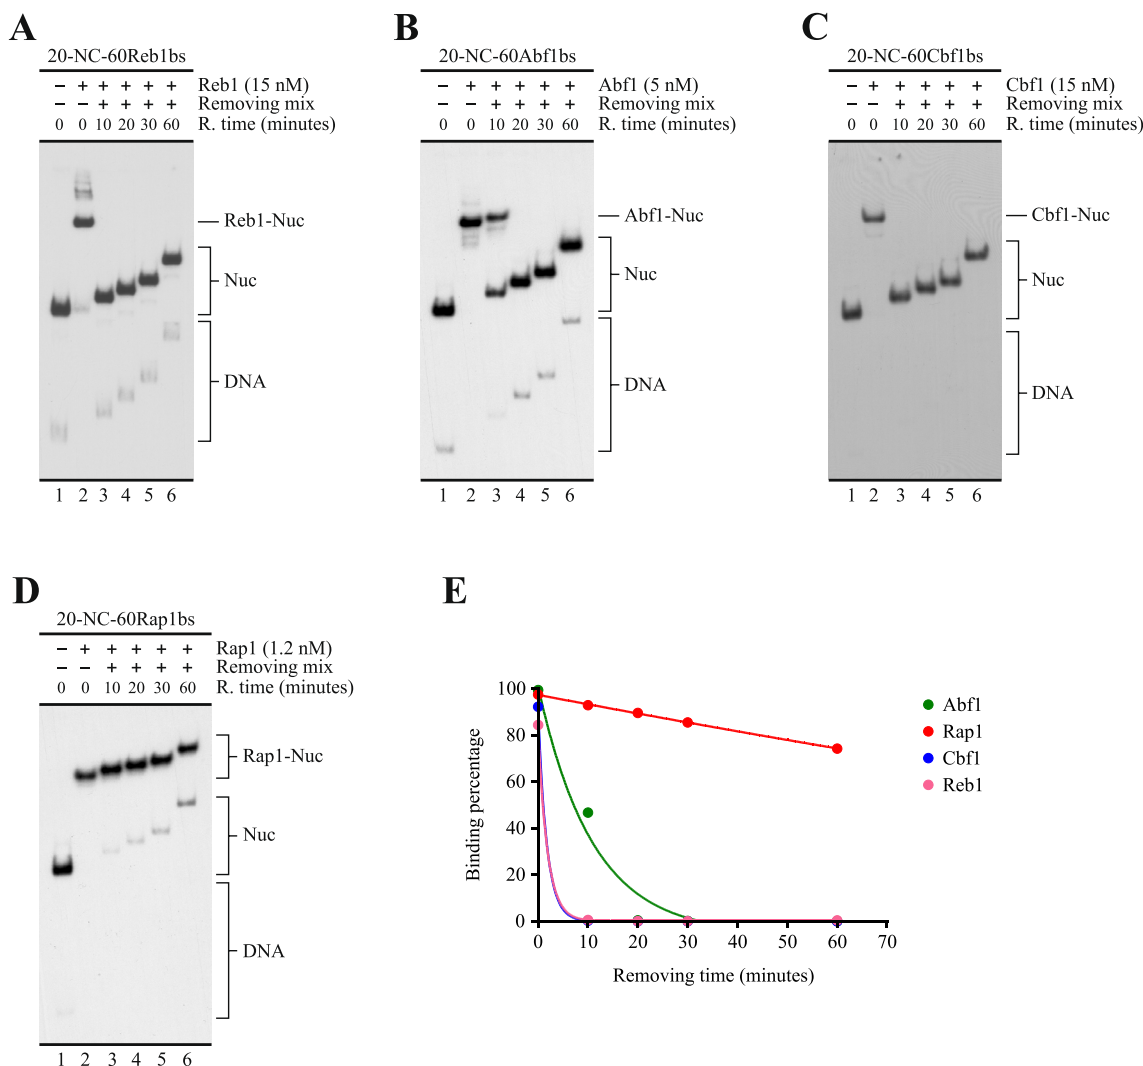 A
20-NC-60Reb1bs
– + + + + + Reb1 (15 nM)
– – + + + + Removing mix
0 0 10 20 30 60 R. time (minutes)
Reb1-Nuc
Nuc
DNA
1 2 3 4 5 6
B
20-NC-60Abf1bs
– + + + + + Abf1 (5 nM)
– – + + + + Removing mix
0 0 10 20 30 60 R. time (minutes)
Abf1-Nuc
Nuc
DNA
1 2 3 4 5 6
C
20-NC-60Cbf1bs
– + + + + + Cbf1 (15 nM)
– – + + + + Removing mix
0 0 10 20 30 60 R. time (minutes)
Cbf1-Nuc
Nuc
DNA
1 2 3 4 5 6
D
20-NC-60Rap1bs
– + + + + + Rap1 (1.2 nM)
– – + + + + Removing mix
0 0 10 20 30 60 R. time (minutes)
Rap1-Nuc
Nuc
DNA
1 2 3 4 5 6
E
Binding percentage
100
80
60
40
20
0
0 10 20 30 40 50 60 70
Removing time (minutes)
Abf1
Rap1
Cbf1
Reb1